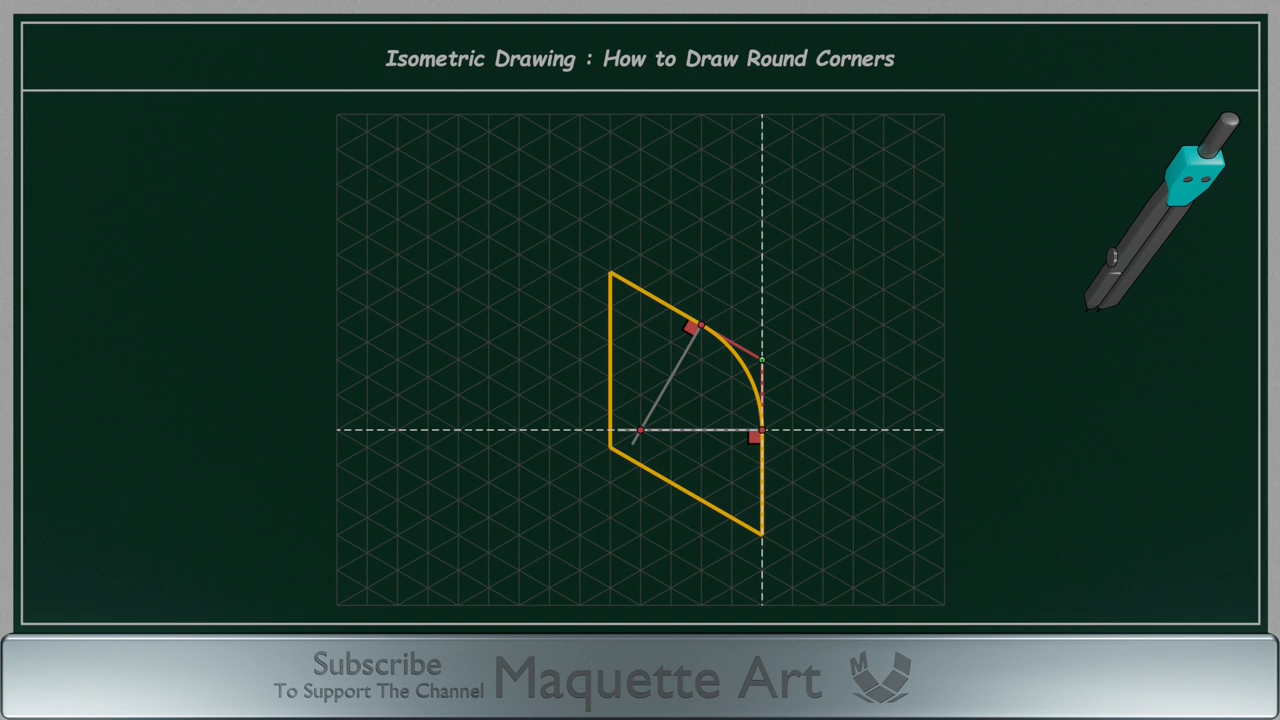 Isometric Drawing : How to Draw Round Corners
Subscribe
To Support The Channel
Maquette Art
M